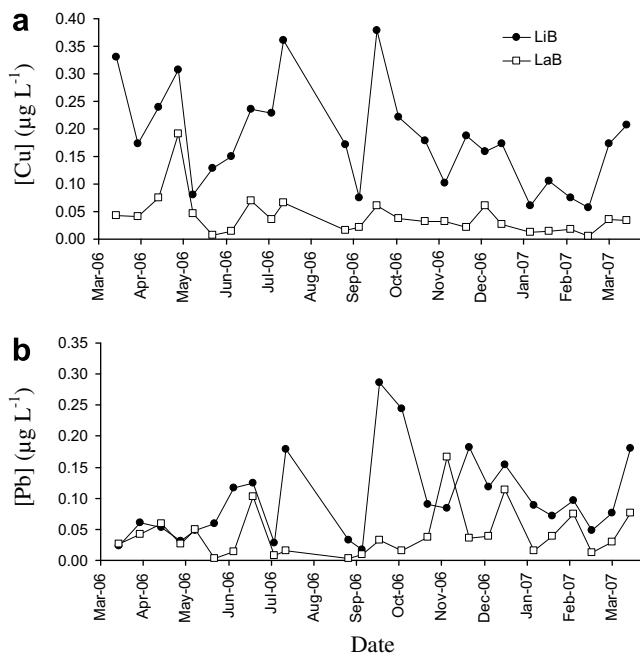 a
0.40
0.35
0.30
0.25
0.20
0.15
0.10
0.05
0.00
[Cu] (µg L-1)
LiB
LaB
Mar-06
Apr-06
May-06
Jun-06
Jul-06
Aug-06
Sep-06
Oct-06
Nov-06
Dec-06
Jan-07
Feb-07
Mar-07
b
0.35
0.30
0.25
0.20
0.15
0.10
0.05
0.00
[Pb] (µg L-1)
Mar-06
Apr-06
May-06
Jun-06
Jul-06
Aug-06
Sep-06
Oct-06
Nov-06
Dec-06
Jan-07
Feb-07
Mar-07
Date